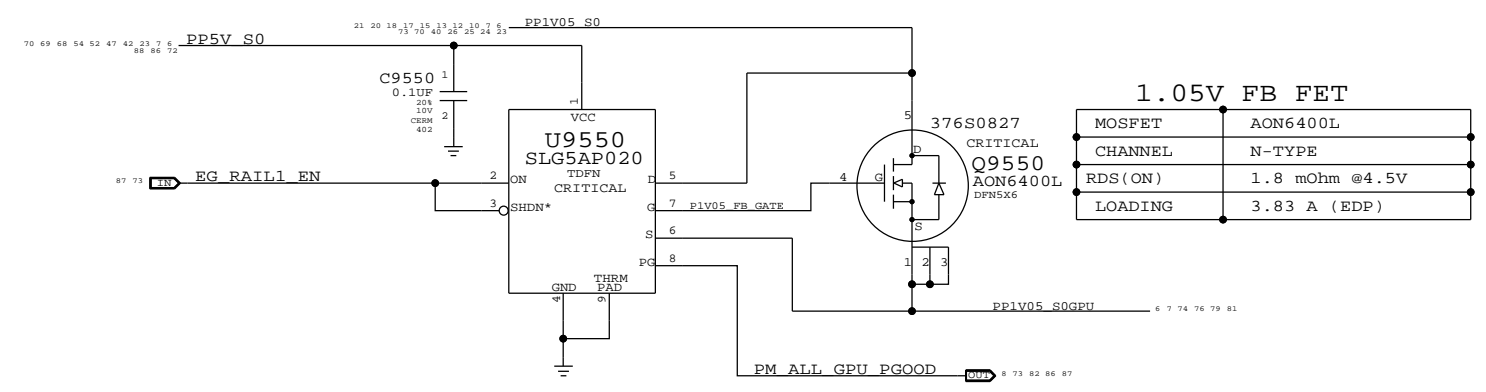 21 20 18 17 15 13 12 10 7 6 PP1V05 S0
73 70 40 26 25 24 23
70 69 68 54 52 47 42 23 7 6 PP5V S0
88 86 72
C9550 1
0.1UF
20%
10V 2
CERM
402
1
VCC
U9550
SLG5AP020
TDFN
CRITICAL
87 73 IN EG_RAIL1_EN 2 ON
3 SHDN*
D 5
G 7 P1V05_FB_GATE 4
S 6
PG 8
GND THRM PAD
4 9
5
376S0827
CRITICAL
D
Q9550
G
AON6400L
DFN5X6
S
1 2 3
PP1V05_S0GPU 6 7 74 76 79 81
PM_ALL_GPU_PGOOD OUT 8 73 82 86 87
1.05V FB FET
MOSFET AON6400L
CHANNEL N-TYPE
RDS(ON) 1.8 mOhm @4.5V
LOADING 3.83 A (EDP)